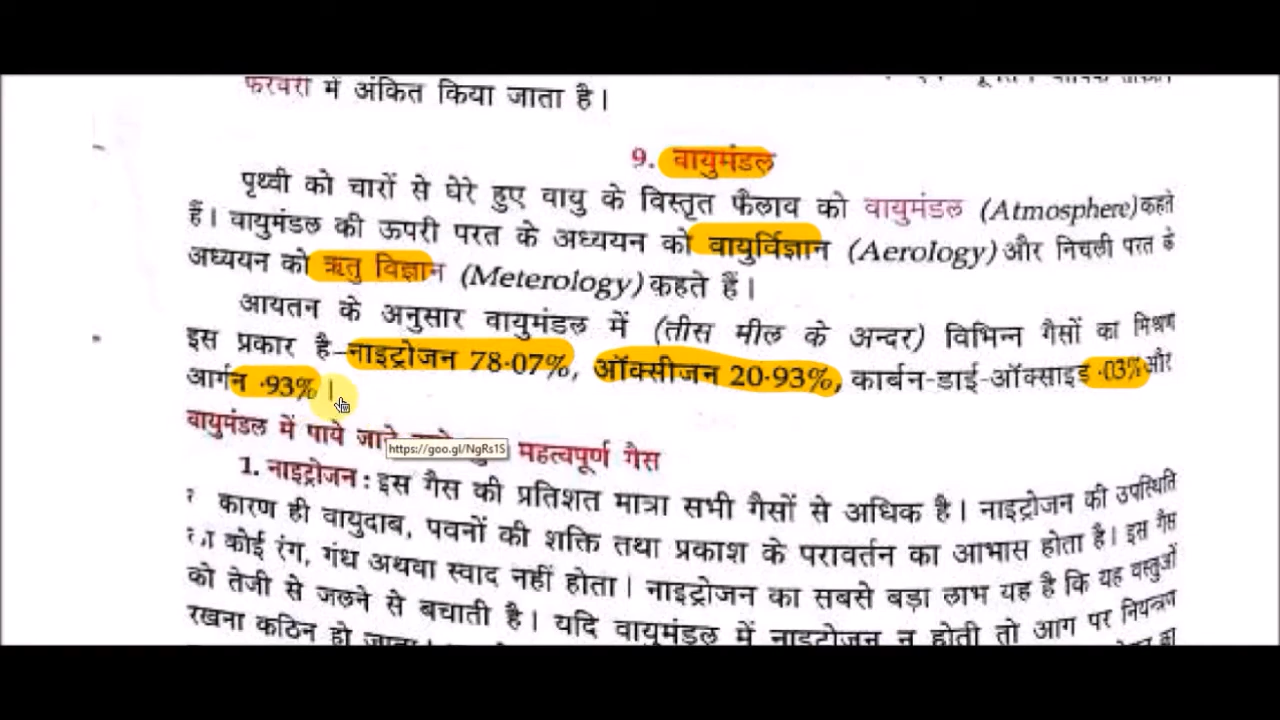 फरवरी में अंकित किया जाता है।
9. वायुमंडल
पृथ्वी को चारों से घेरे हुए वायु के विस्तृत फैलाव को वायुमंडल (Atmosphere) कहते
हैं। वायुमंडल की ऊपरी परत के अध्ययन को वायुर्विज्ञान (Aerology) और निचली परत के
अध्ययन को ऋतु विज्ञान (Meterology) कहते हैं।
आयतन के अनुसार वायुमंडल में (तीस मील के अन्दर) विभिन्न गैसों का मिश्रण
इस प्रकार है–नाइट्रोजन 78·07%, ऑक्सीजन 20·93%, कार्बन-डाई-ऑक्साइड ·03% और
आर्गन ·93% ।
वायुमंडल में पाये जाने महत्वपूर्ण गैस
https://goo.gl/NgRs1S
1. नाइट्रोजन : इस गैस की प्रतिशत मात्रा सभी गैसों से अधिक है। नाइट्रोजन की उपस्थिति
कारण ही वायुदाब, पवनों की शक्ति तथा प्रकाश के परावर्तन का आभास होता है। इस गैस
कोई रंग, गंध अथवा स्वाद नहीं होता। नाइट्रोजन का सबसे बड़ा लाभ यह है कि यह वस्तुओं
को तेजी से जलने से बचाती है। यदि वायुमंडल में नाइट्रोजन न होती तो आग पर नियन्त्रण
रखना कठिन हो जाता।